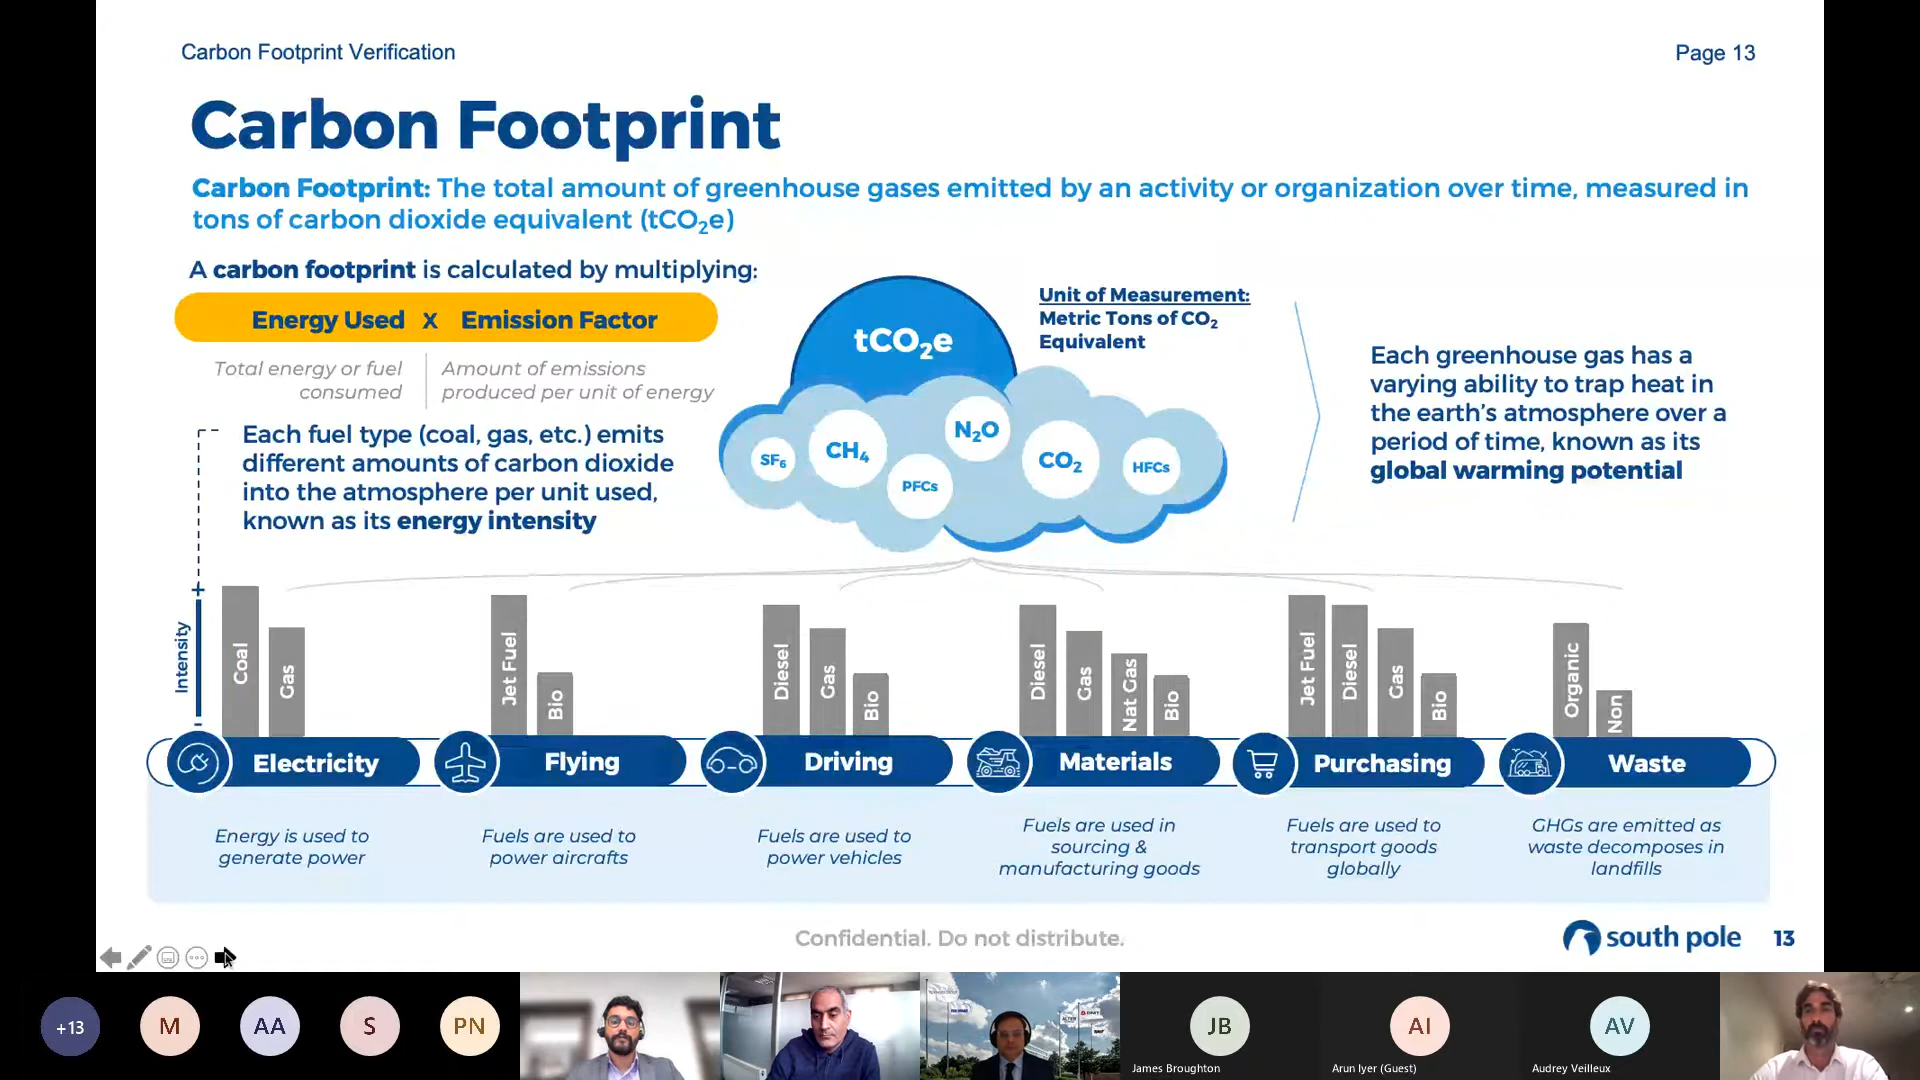 Carbon Footprint Verification
Page 13
Carbon Footprint
Carbon Footprint: The total amount of greenhouse gases emitted by an activity or organization over time, measured in
tons of carbon dioxide equivalent (tCO₂e)
A carbon footprint is calculated by multiplying:
Energy Used X Emission Factor
Total energy or fuel
consumed
Amount of emissions
produced per unit of energy
Each fuel type (coal, gas, etc.) emits
different amounts of carbon dioxide
into the atmosphere per unit used,
known as its energy intensity
tCO₂e
Unit of Measurement:
Metric Tons of CO₂
Equivalent
SF₆
CH₄
PFCs
N₂O
CO₂
HFCs
Each greenhouse gas has a
varying ability to trap heat in
the earth's atmosphere over a
period of time, known as its
global warming potential
+
Intensity
-
Coal
Gas
Jet Fuel
Bio
Diesel
Gas
Bio
Diesel
Gas
Nat Gas
Bio
Jet Fuel
Diesel
Gas
Bio
Organic
Non
Electricity
Flying
Driving
Materials
Purchasing
Waste
Energy is used to
generate power
Fuels are used to
power aircrafts
Fuels are used to
power vehicles
Fuels are used in
sourcing &
manufacturing goods
Fuels are used to
transport goods
globally
GHGs are emitted as
waste decomposes in
landfills
Confidential. Do not distribute.
south pole
13
+13
M
AA
S
PN
JB
James Broughton
AI
Arun Iyer (Guest)
AV
Audrey Veilleux